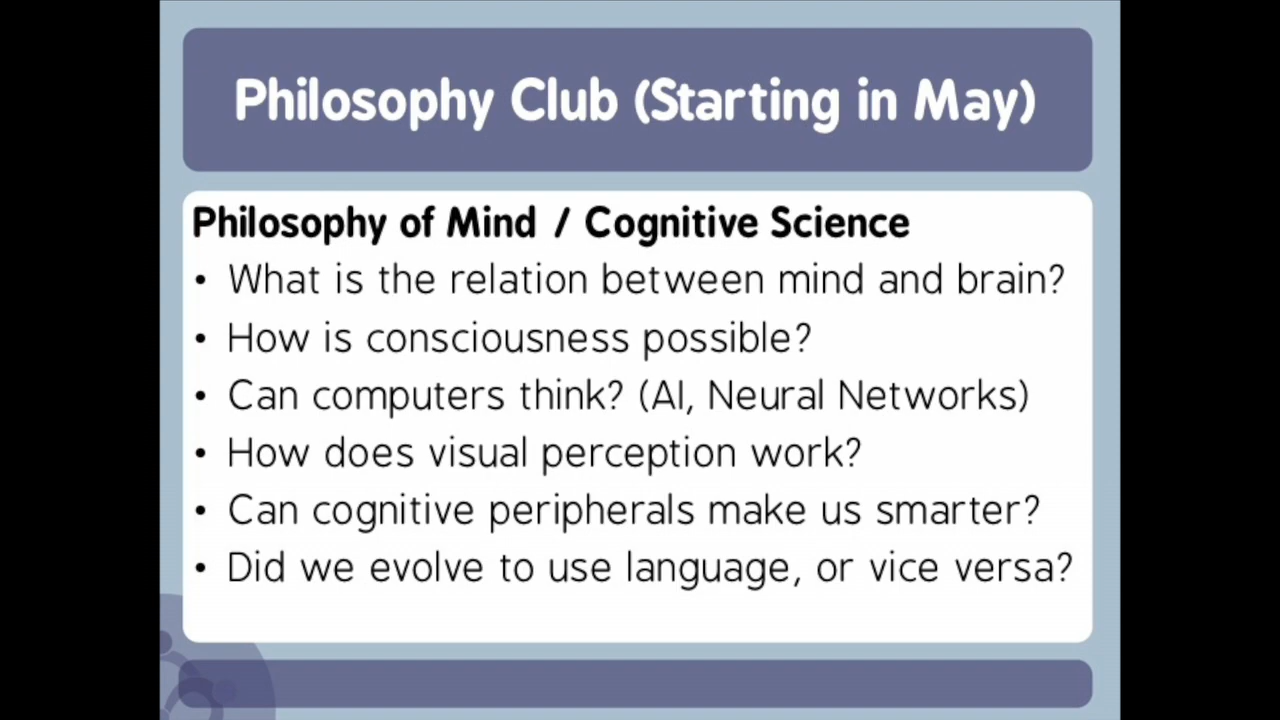 Philosophy Club (Starting in May)
Philosophy of Mind / Cognitive Science
• What is the relation between mind and brain?
• How is consciousness possible?
• Can computers think? (AI, Neural Networks)
• How does visual perception work?
• Can cognitive peripherals make us smarter?
• Did we evolve to use language, or vice versa?